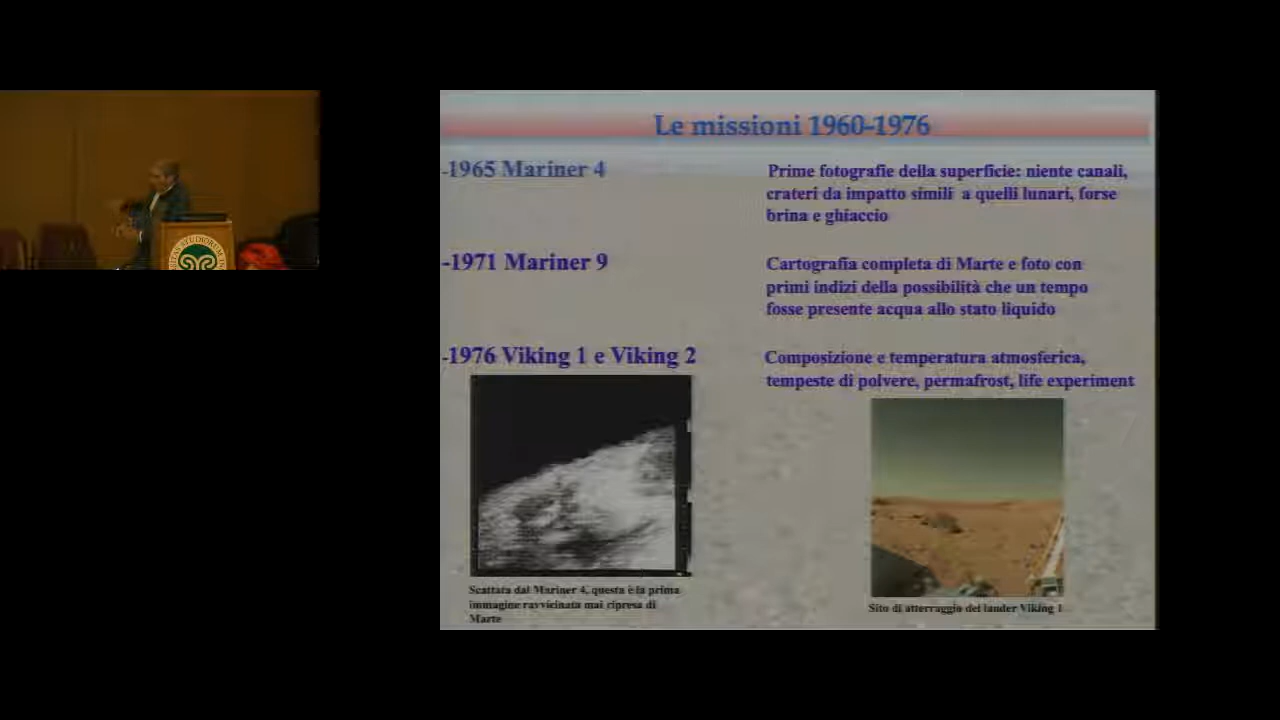 Le missioni 1960-1976
-1965 Mariner 4
Prime fotografie della superficie: niente canali,
crateri da impatto simili a quelli lunari, forse
brina e ghiaccio
-1971 Mariner 9
Cartografia completa di Marte e foto con
primi indizi della possibilità che un tempo
fosse presente acqua allo stato liquido
-1976 Viking 1 e Viking 2
Composizione e temperatura atmosferica,
tempeste di polvere, permafrost, life experiment
Scattata dal Mariner 4, questa è la prima
immagine ravvicinata mai ripresa di
Marte
Sito di atterraggio del lander Viking 1
STUDIORUM